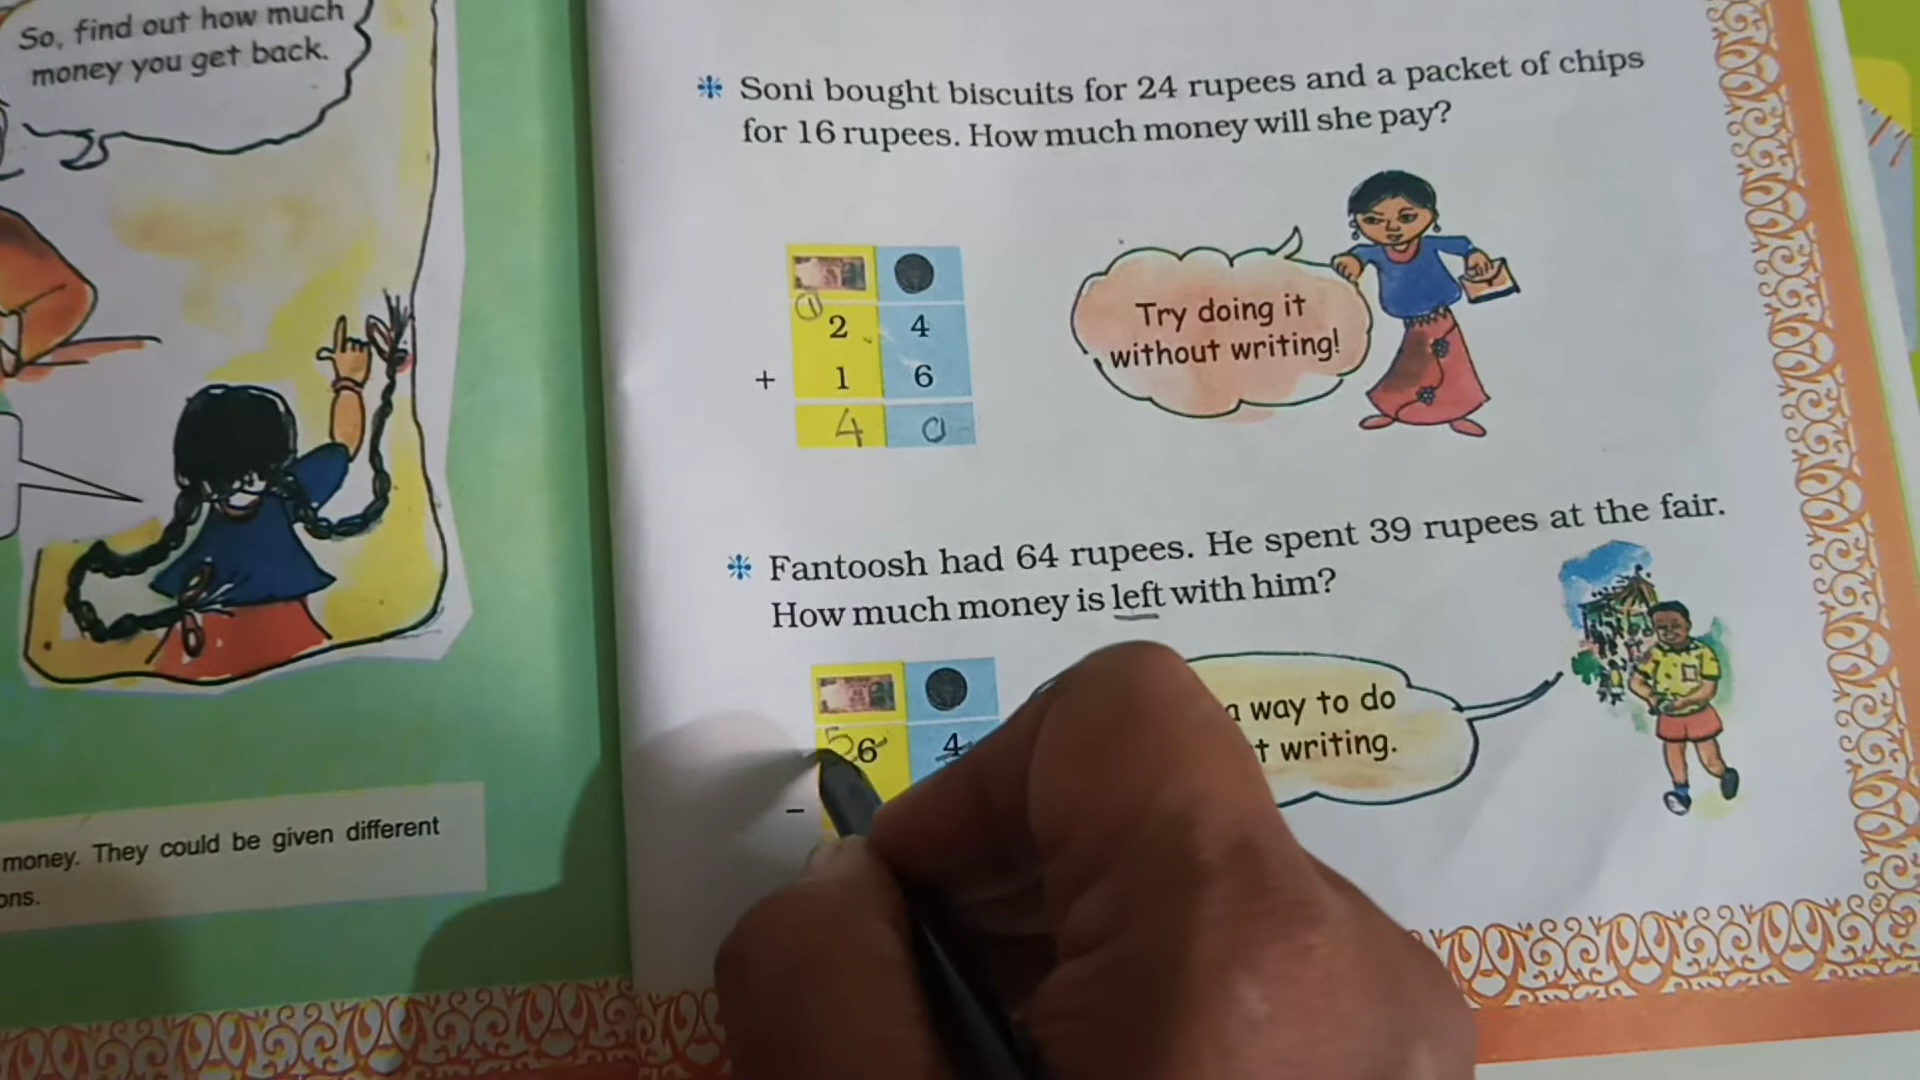 So, find out how much
money you get back.
money. They could be given different
ons.
Soni bought biscuits for 24 rupees and a packet of chips
for 16 rupees. How much money will she pay?
1
2 4
+ 1 6
4 0
Try doing it
without writing!
Fantoosh had 64 rupees. He spent 39 rupees at the fair.
How much money is left with him?
5 6 4
-
way to do
writing.